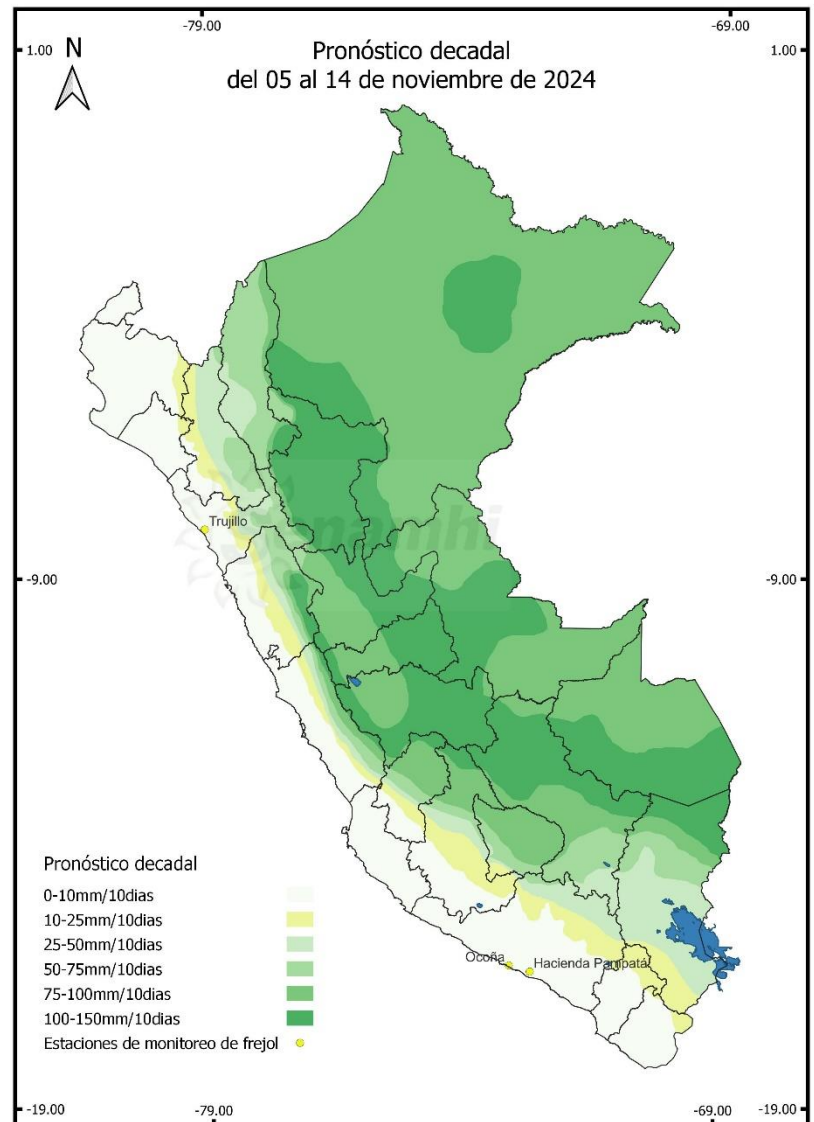 -79.00
-69.00
1.00
1.00
N
Pronóstico decadal
del 05 al 14 de noviembre de 2024
Trujillo
senamhi
-9.00
-9.00
Pronóstico decadal
0-10mm/10dias
10-25mm/10dias
25-50mm/10dias
50-75mm/10dias
75-100mm/10dias
100-150mm/10dias
Estaciones de monitoreo de frejol
Ocoña
Hacienda Pampata
-19.00
-19.00
-79.00
-69.00